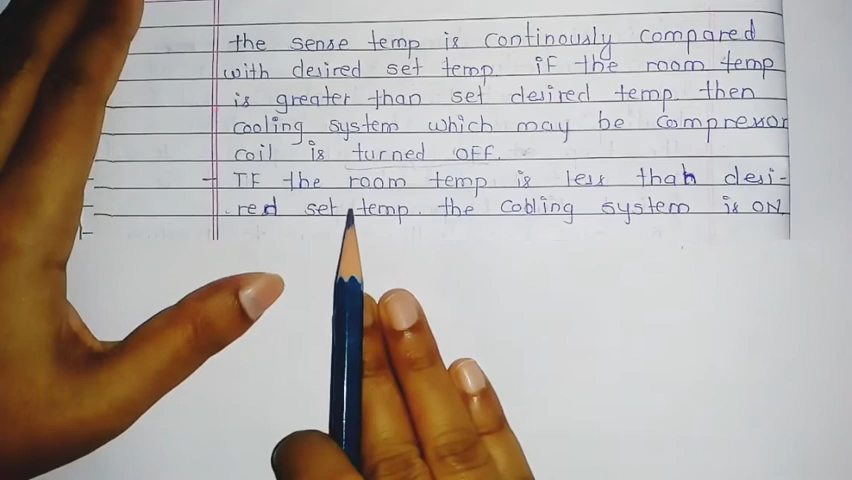 the sense temp is continously compared
with desired set temp. if the room temp
is greater than set desired temp. then
cooling system which may be compressor
coil is turned OFF.
→ IF the room temp is less than desi-
red set temp. the cooling system is ON.